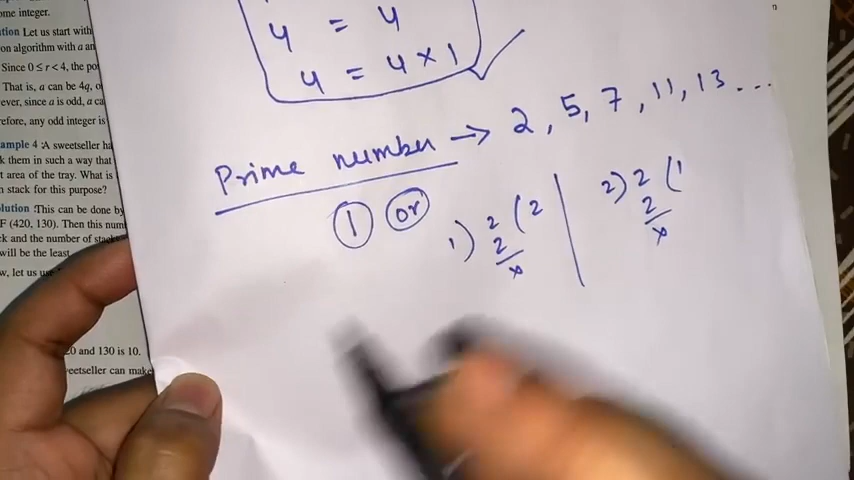 ome integer.
tion Let us start with
on algorithm with a an
Since 0 ≤ r < 4, the po
That is, a can be 4q, o
ever, since a is odd, a ca
efore, any odd integer is
ample 4 : A sweetseller ha
k them in such a way that
t area of the tray. What is
n stack for this purpose?
lution : This can be done by
F (420, 130). Then this num
k and the number of stack
will be the least.
w, let us us
20 and 130 is 10.
eetseller can make
4 = 4
4 = 4 × 1
Prime number → 2, 5, 7, 11, 13 ...
1 or
1) 2 (2
2
x
2) 2 (1
2
x